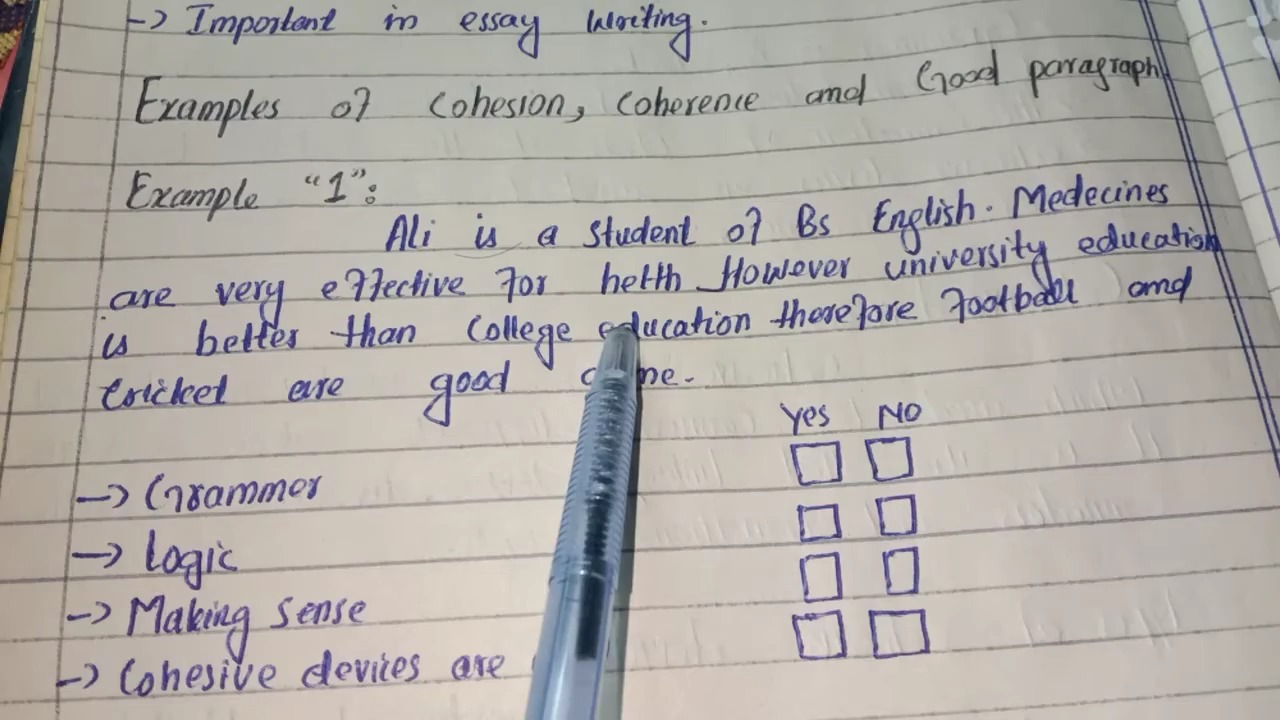 -> Important in essay writing.
Examples of Cohesion, Coherence and Good paragraph
Example "1":
Ali is a student of Bs English. Medecines
are very effective for helth However university education
is better than College education therefore Football and
Cricket are good
Yes NO
-> Grammer
-> Logic
-> Making sense
-> Cohesive devices are